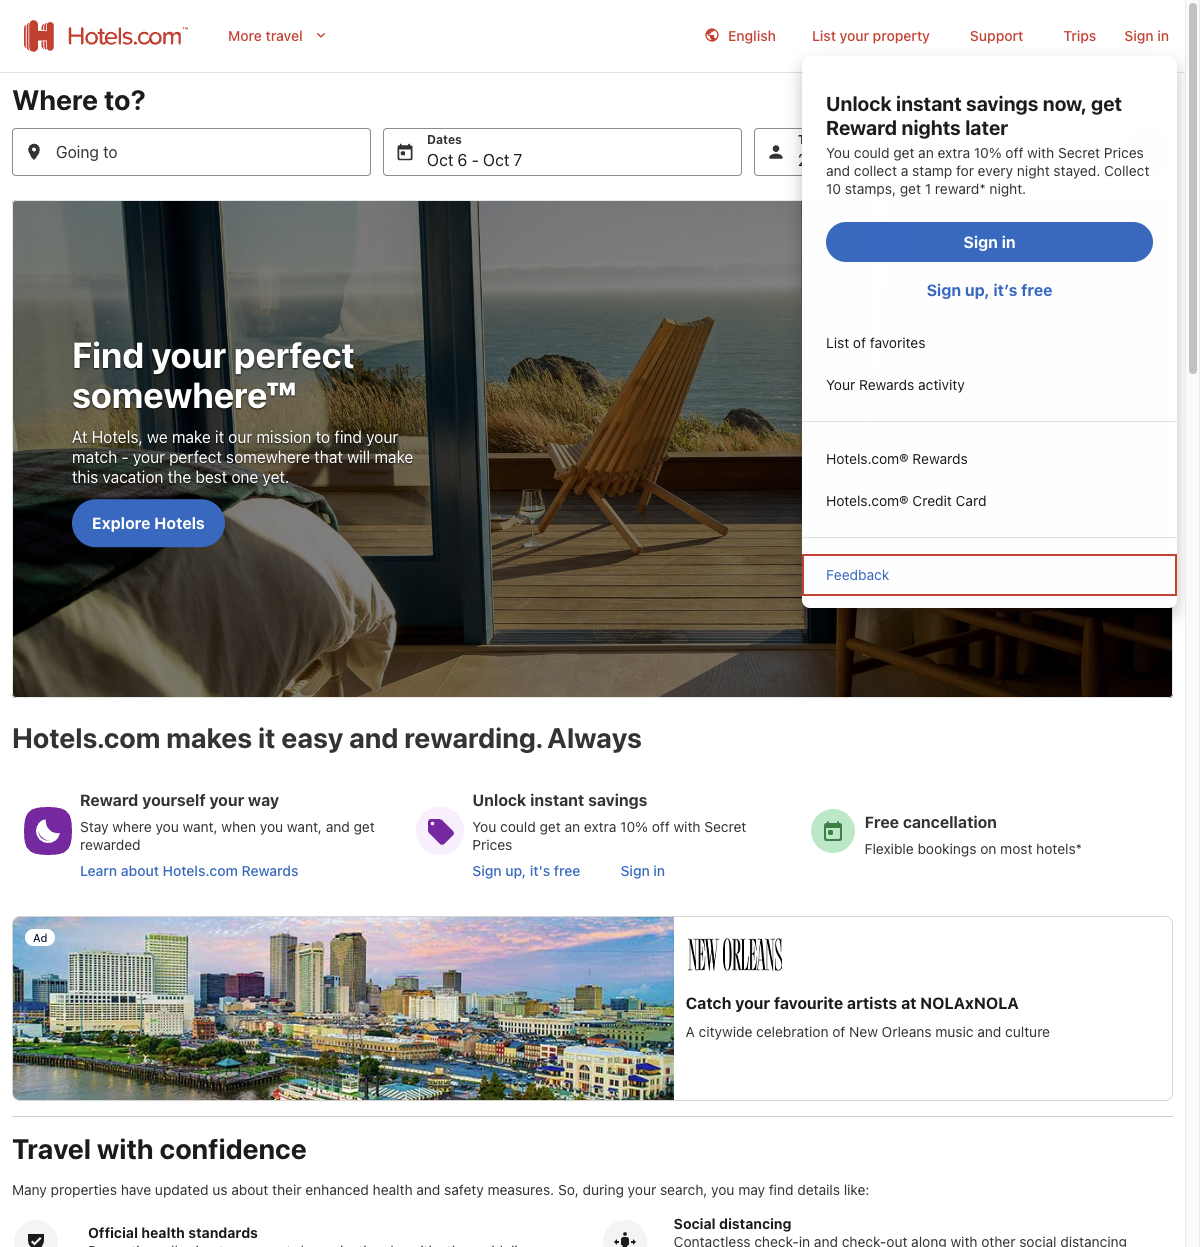 Hotels.com™
More travel
English
List your property
Support
Trips
Sign in
Where to?
Going to
Dates
Oct 6 - Oct 7
Unlock instant savings now, get
Reward nights later
You could get an extra 10% off with Secret Prices
and collect a stamp for every night stayed. Collect
10 stamps, get 1 reward* night.
Sign in
Sign up, it’s free
List of favorites
Your Rewards activity
Hotels.com® Rewards
Hotels.com® Credit Card
Feedback
Find your perfect
somewhere™
At Hotels, we make it our mission to find your
match - your perfect somewhere that will make
this vacation the best one yet.
Explore Hotels
Hotels.com makes it easy and rewarding. Always
Reward yourself your way
Stay where you want, when you want, and get
rewarded
Learn about Hotels.com Rewards
Unlock instant savings
You could get an extra 10% off with Secret
Prices
Sign up, it's free
Sign in
Free cancellation
Flexible bookings on most hotels*
Ad
NEW ORLEANS
Catch your favourite artists at NOLAxNOLA
A citywide celebration of New Orleans music and culture
Travel with confidence
Many properties have updated us about their enhanced health and safety measures. So, during your search, you may find details like:
Official health standards
Social distancing
Contactless check-in and check-out along with other social distancing